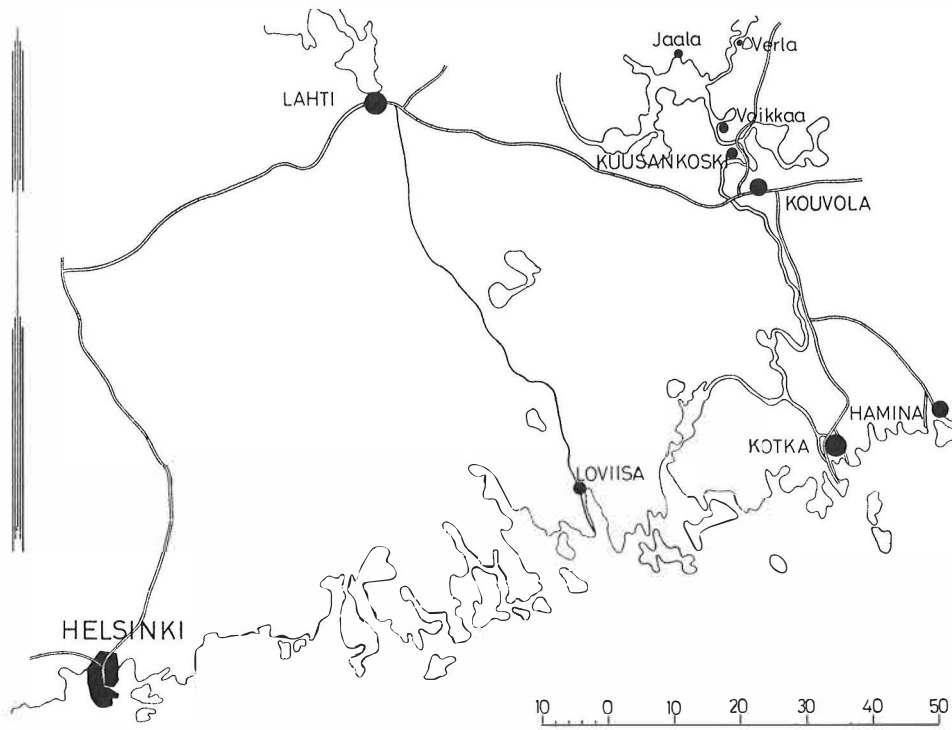 Jaala
Verla
LAHTI
Voikkaa
KUUSANKOSKI
KOUVOLA
HAMINA
KOTKA
LOVIISA
HELSINKI
10 0 10 20 30 40 50